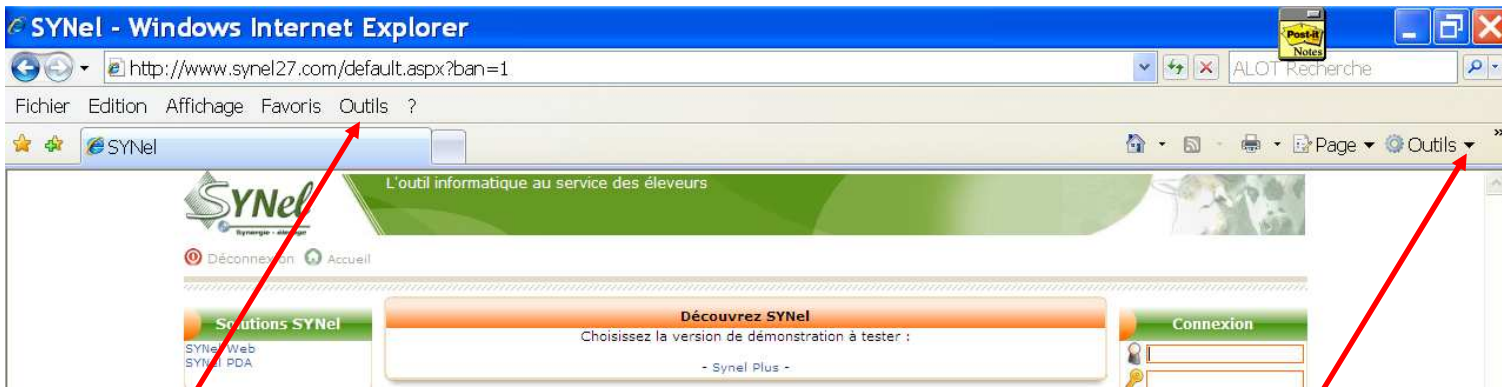 SYNel - Windows Internet Explorer
Post-it
Notes
http://www.synel27.com/default.aspx?ban=1
ALOT Recherche
Fichier Edition Affichage Favoris Outils ?
SYNel
Page Outils »
SYNel
Synergie - élevage
L'outil informatique au service des éleveurs
Déconnexion Accueil
Solutions SYNel
SYNel Web
SYNel PDA
Découvrez SYNel
Choisissez la version de démonstration à tester :
- Synel Plus -
Connexion